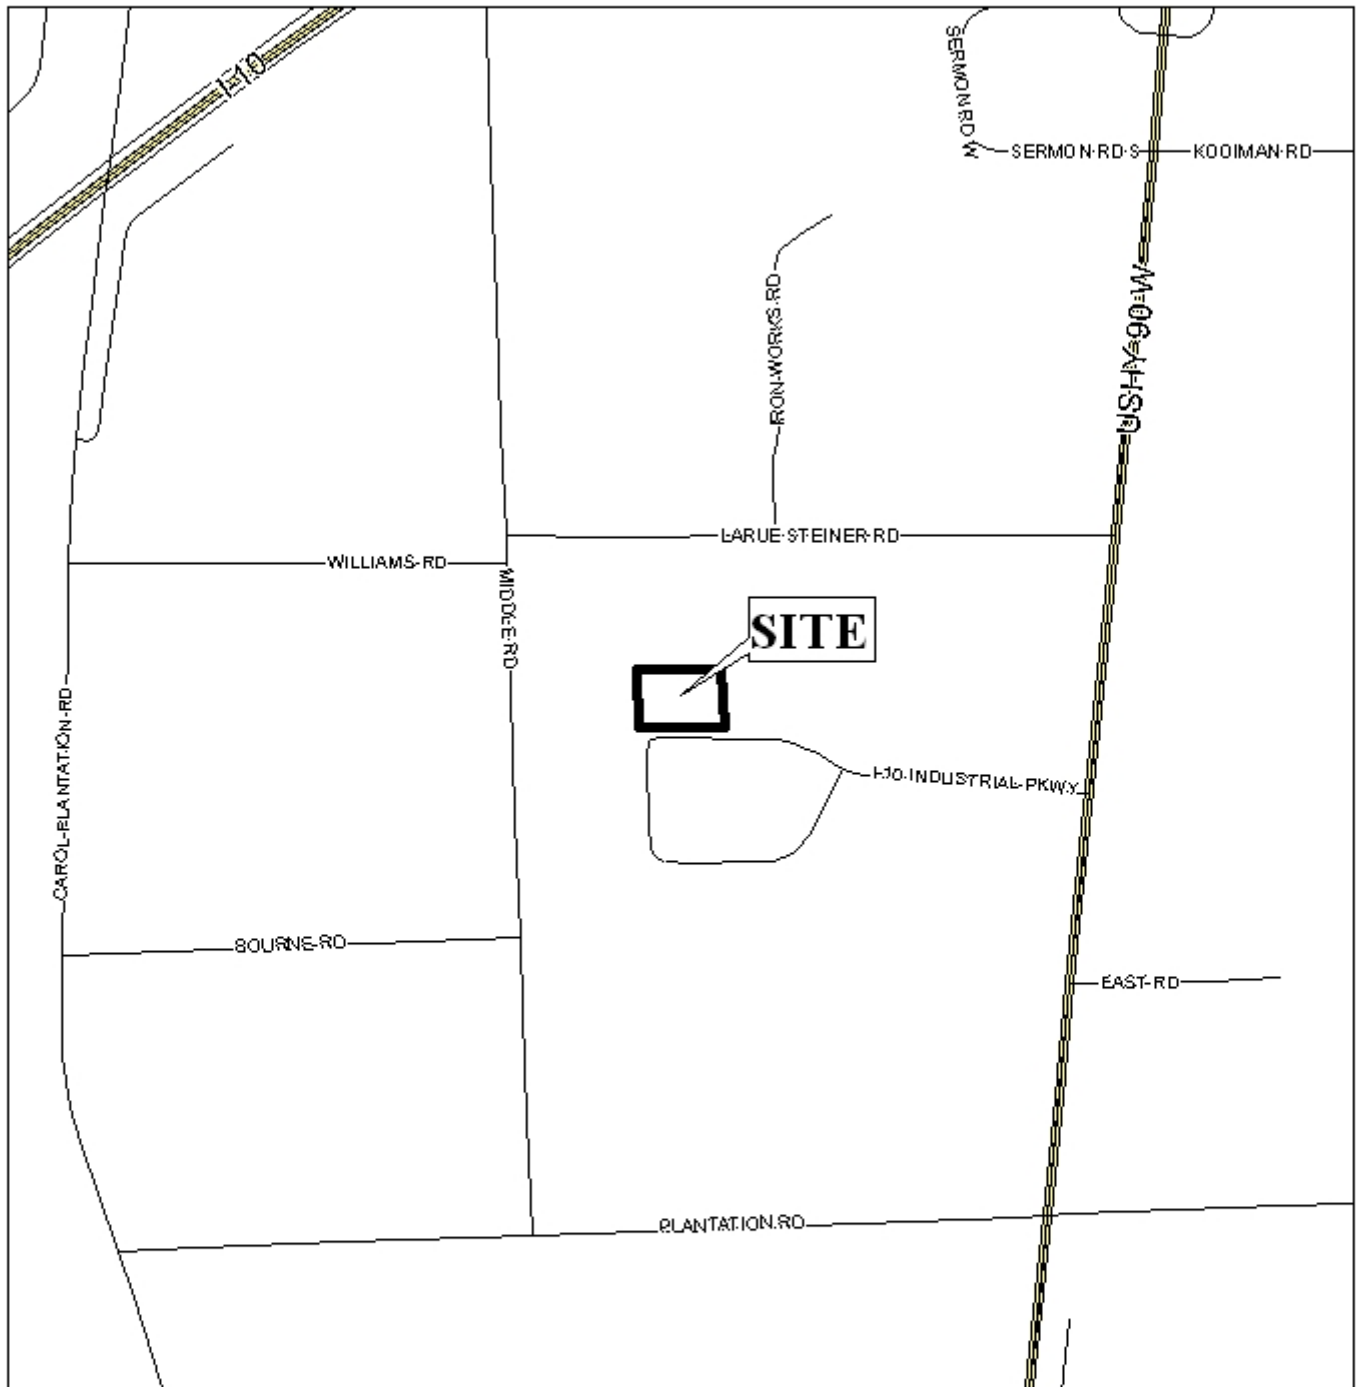 I-10
SERMON RD W
SERMON RD S
KOOIMAN RD
IRON WORKS RD
US HY 90 W
LARUE STEINER RD
WILLIAMS RD
MIDDLE RD
SITE
CAROL PLANTATION RD
I-10 INDUSTRIAL PKWY
BOURNE RD
EAST RD
PLANTATION RD